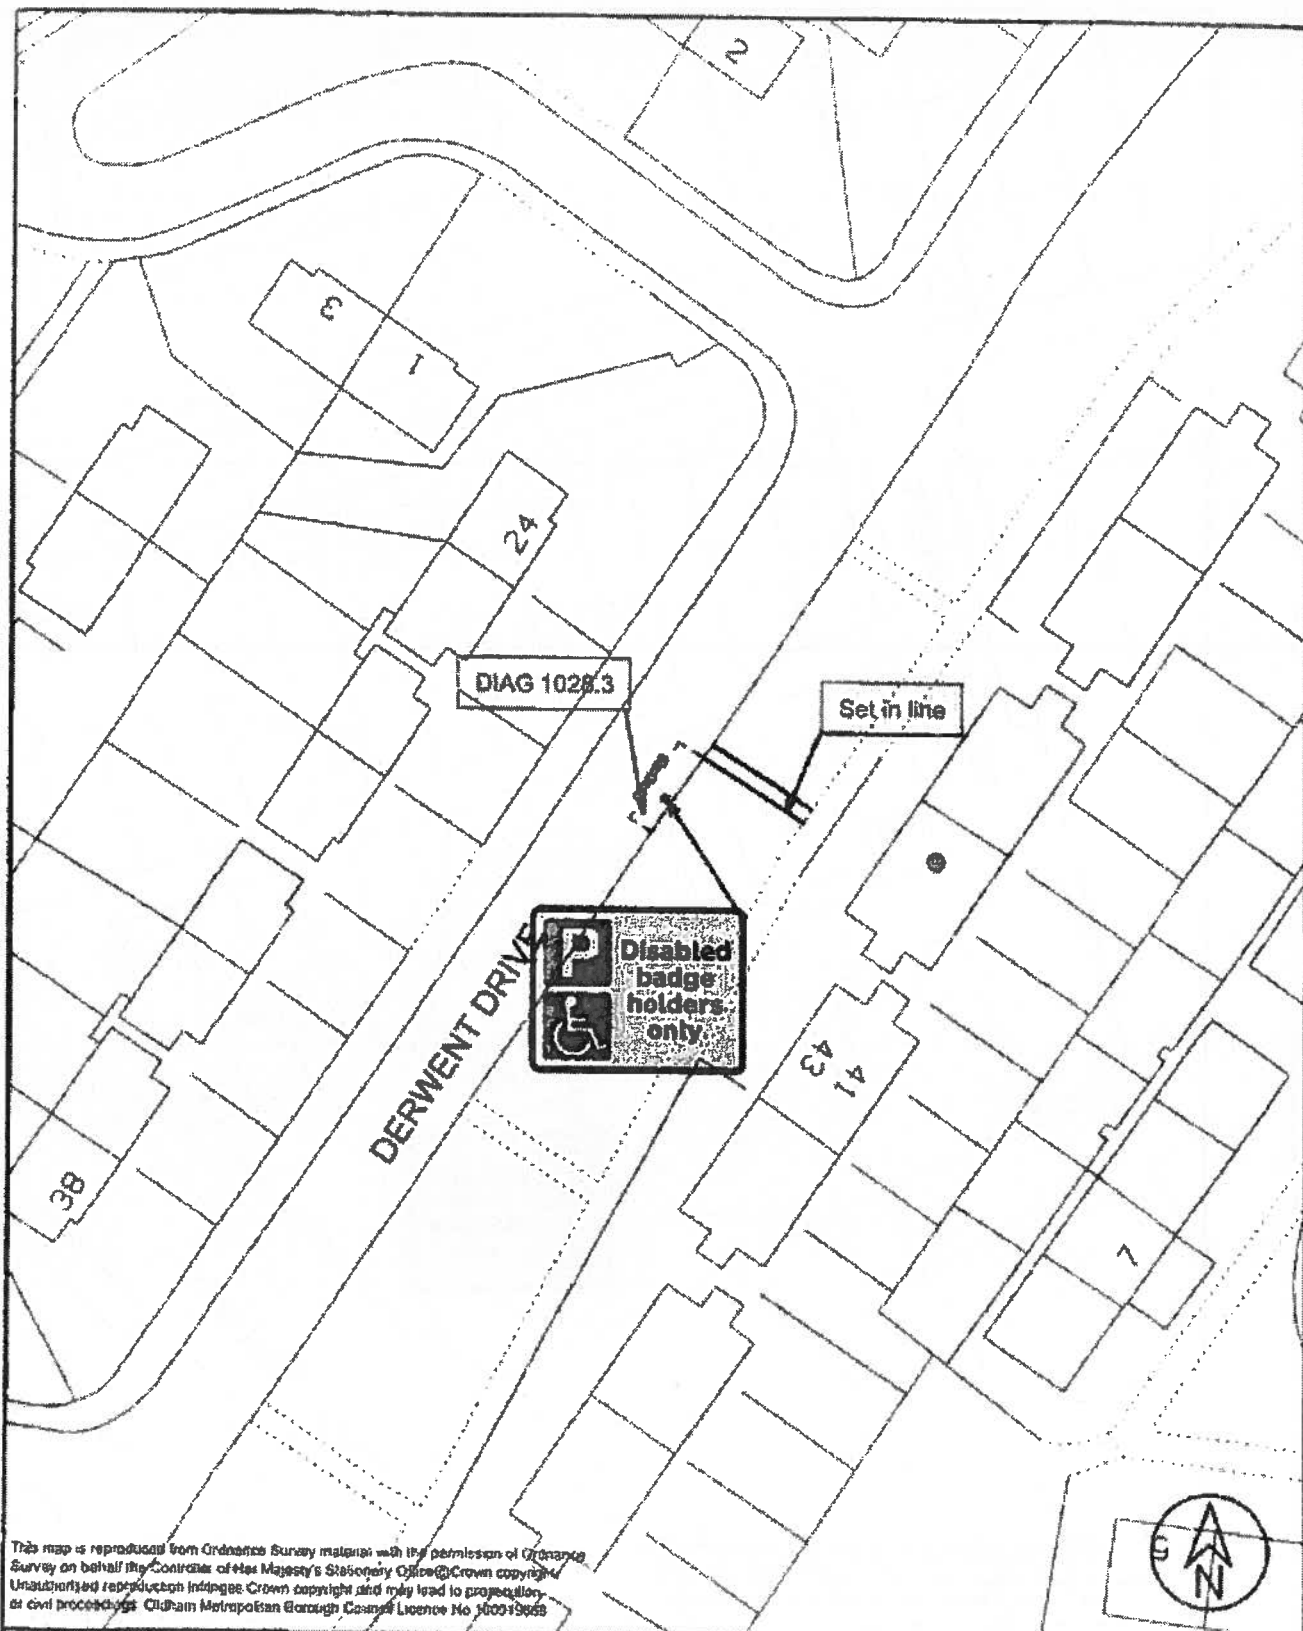 2
3
1
24
DIAG 1028.3
Set in line
DERWENT DRIVE
P
Disabled
badge
holders
only
43
41
38
7
9
N
This map is reproduced from Ordnance Survey material with the permission of Ordnance
Survey on behalf the Controller of Her Majesty's Stationery Office © Crown copyright
Unauthorised reproduction infringes Crown copyright and may lead to prosecution
or civil proceedings Oldham Metropolitan Borough Council Licence No